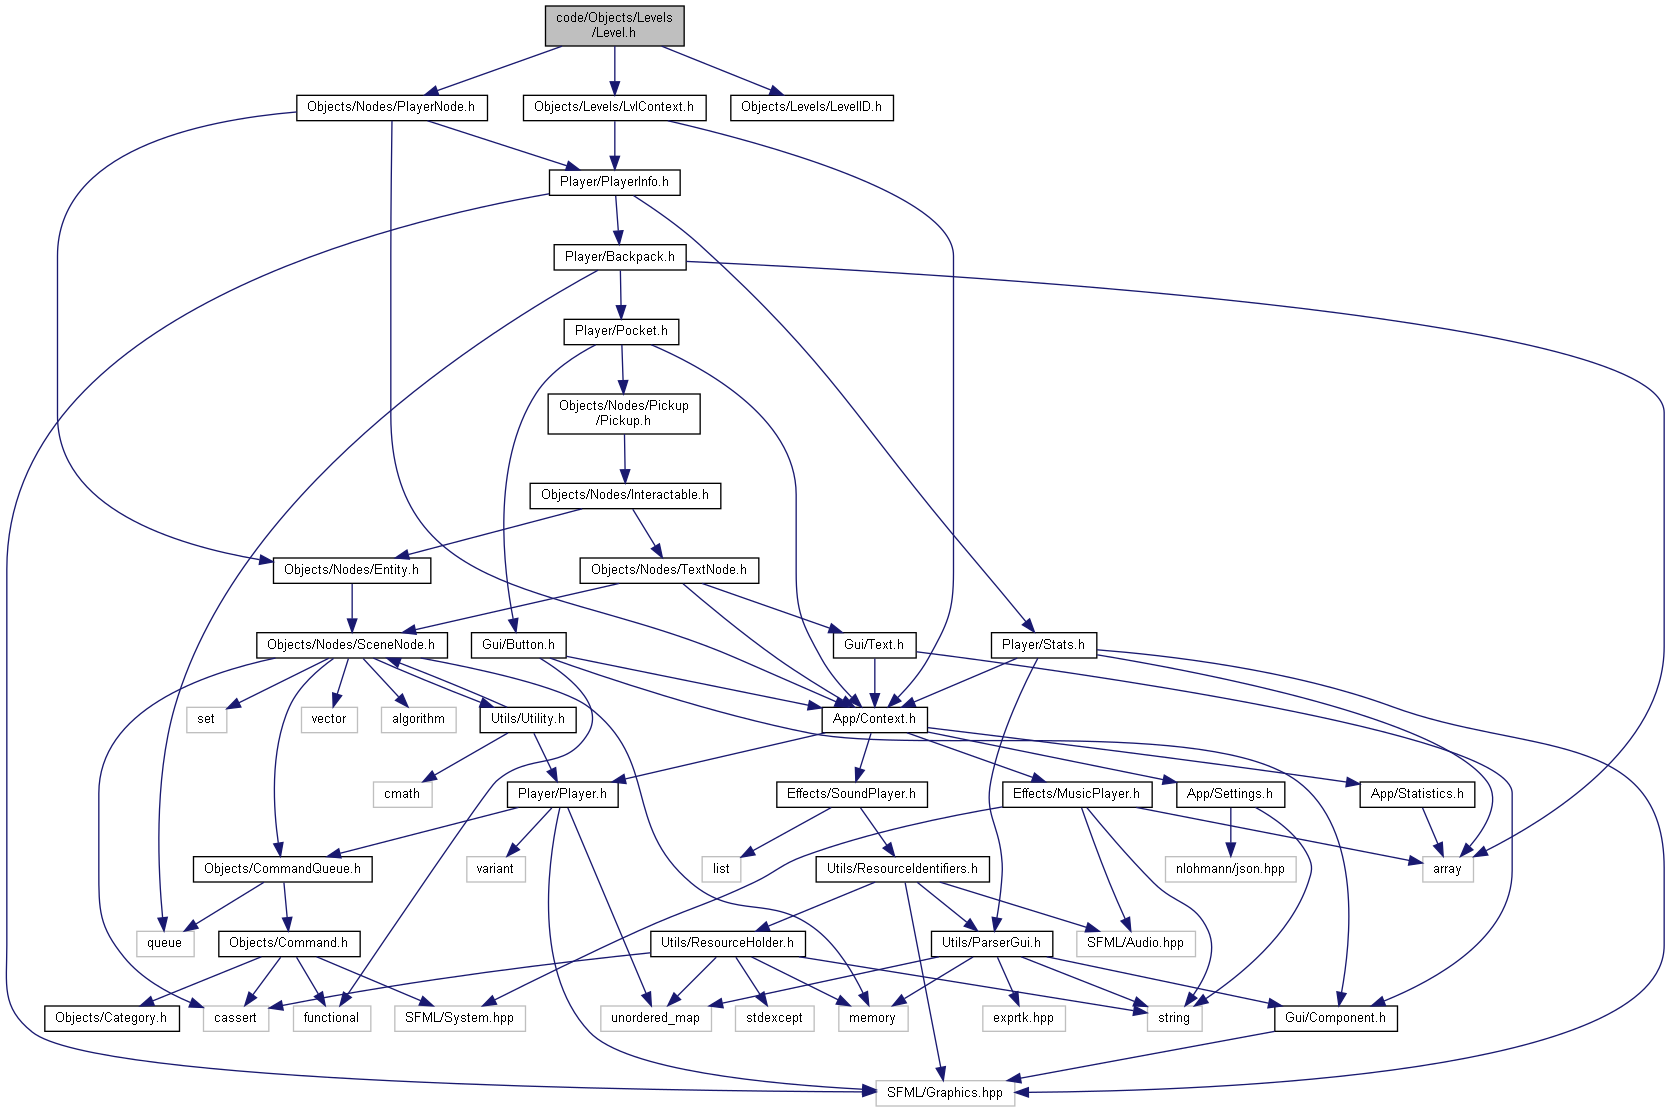 code/Objects/Levels
/Level.h
Objects/Nodes/PlayerNode.h
Objects/Levels/LvlContext.h
Objects/Levels/LevelID.h
Player/PlayerInfo.h
Player/Backpack.h
Player/Pocket.h
Objects/Nodes/Pickup
/Pickup.h
Objects/Nodes/Interactable.h
Objects/Nodes/Entity.h
Objects/Nodes/TextNode.h
Objects/Nodes/SceneNode.h
Gui/Button.h
Gui/Text.h
Player/Stats.h
set
vector
algorithm
Utils/Utility.h
App/Context.h
cmath
Player/Player.h
Effects/SoundPlayer.h
Effects/MusicPlayer.h
App/Settings.h
App/Statistics.h
Objects/CommandQueue.h
variant
list
Utils/ResourceIdentifiers.h
nlohmann/json.hpp
array
queue
Objects/Command.h
Utils/ResourceHolder.h
Utils/ParserGui.h
SFML/Audio.hpp
Objects/Category.h
cassert
functional
SFML/System.hpp
unordered_map
stdexcept
memory
exprtk.hpp
string
Gui/Component.h
SFML/Graphics.hpp